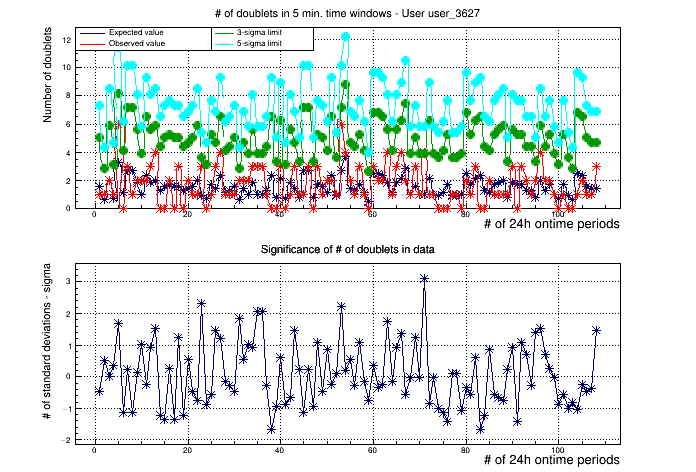 # of doublets in 5 min. time windows - User user_3627
Number of doublets
Expected value
Observed value
3-sigma limit
5-sigma limit
12
10
8
6
4
2
0
0 20 40 60 80 100
# of 24h ontime periods
Significance of # of doublets in data
# of standard deviations - sigma
3
2
1
0
−1
−2
0 20 40 60 80 100
# of 24h ontime periods